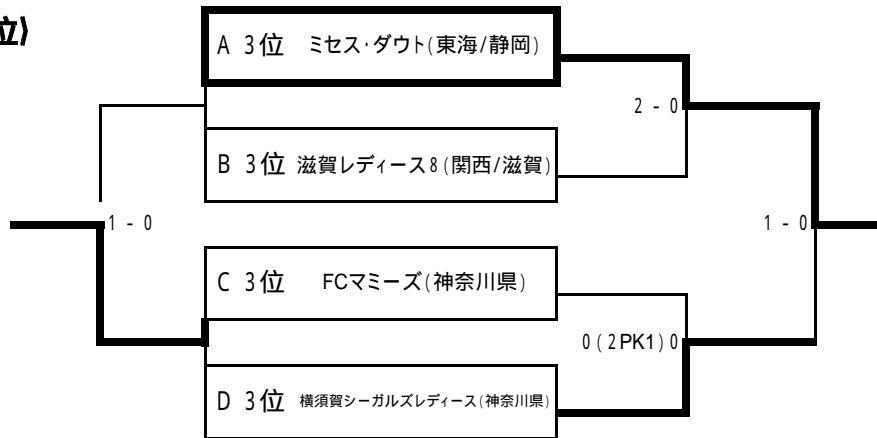 位)
A 3位 ミセス・ダウト(東海/静岡)
2 - 0
B 3位 滋賀レディース8(関西/滋賀)
1 - 0
1 - 0
C 3位 FCマミーズ(神奈川県)
0(2PK1)0
D 3位 横須賀シーガルズレディース(神奈川県)